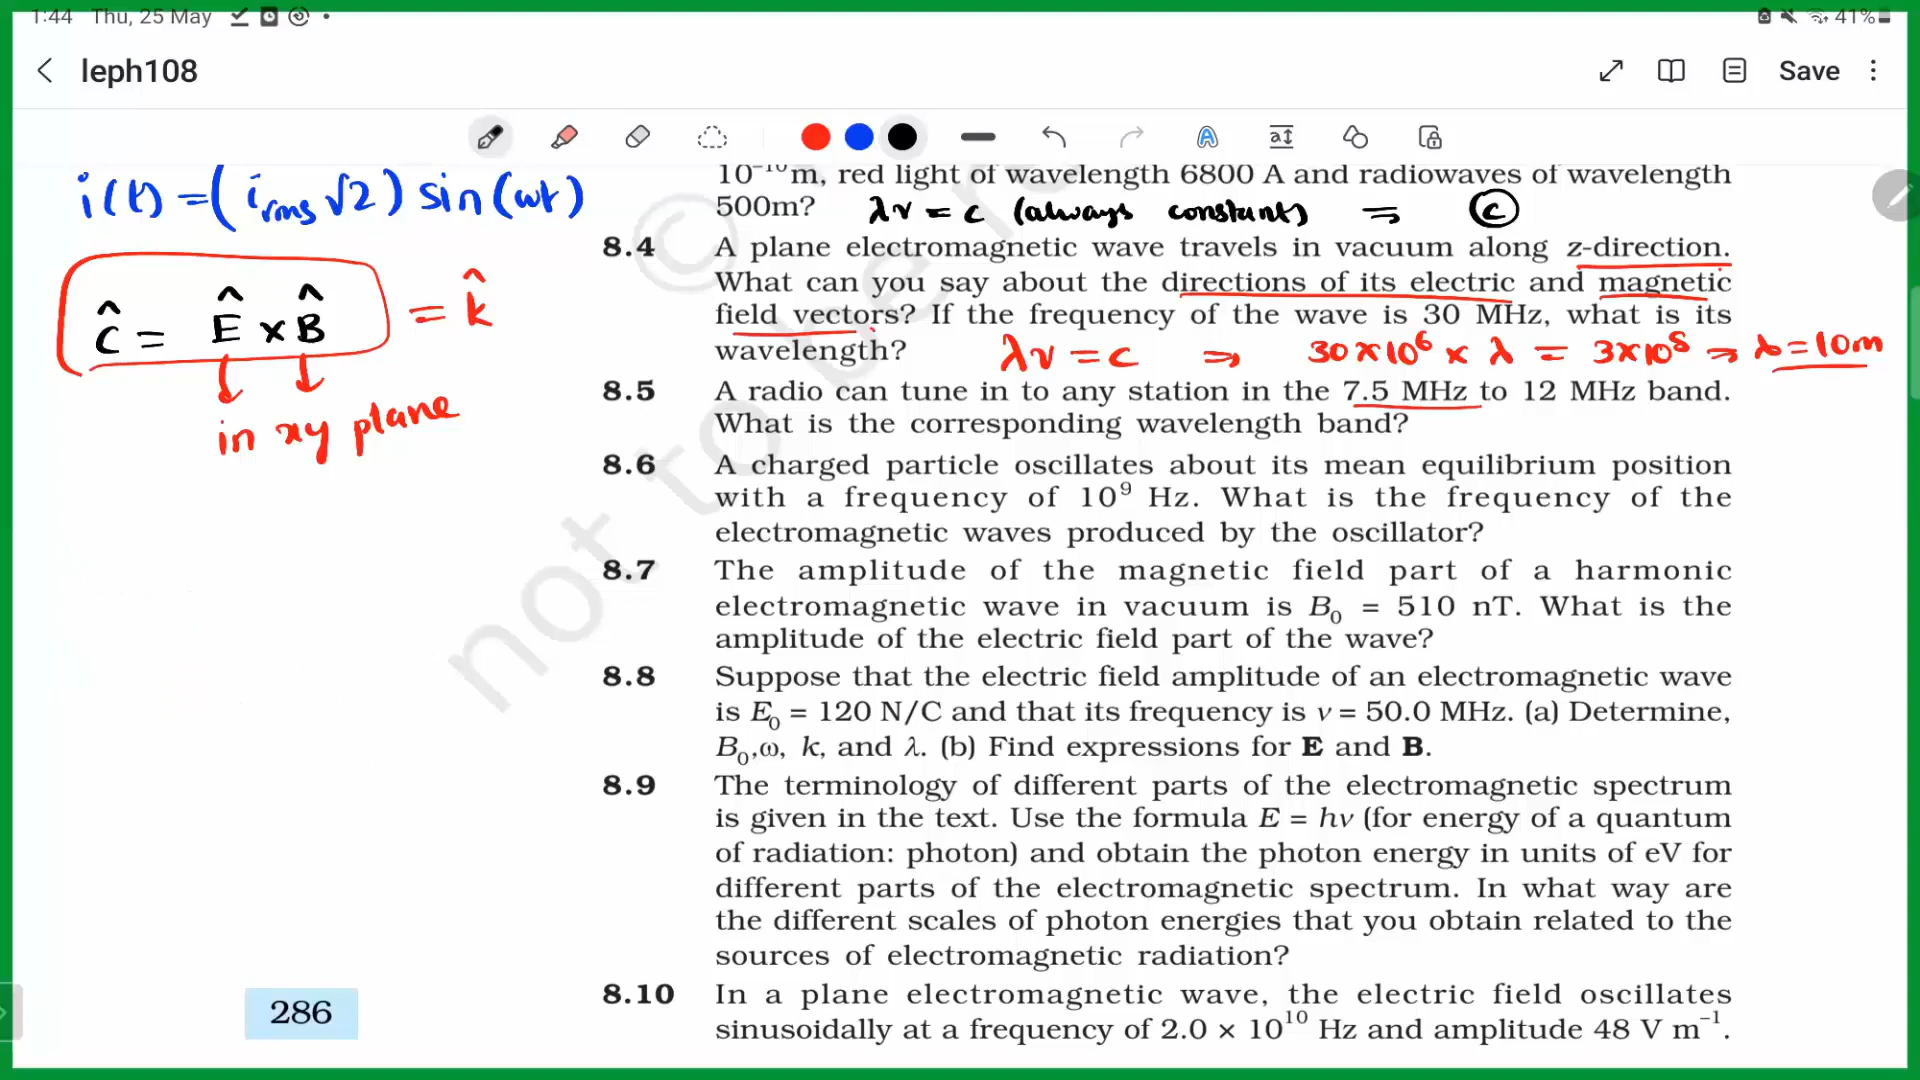 1:44 Thu, 25 May
41%
leph108
Save
i(t) = (i rms √2) sin(ωt)
10⁻¹⁰m, red light of wavelength 6800 A and radiowaves of wavelength
500m? λν = c (always constant) ⇒ c
8.4 A plane electromagnetic wave travels in vacuum along z-direction.
What can you say about the directions of its electric and magnetic
field vectors? If the frequency of the wave is 30 MHz, what is its
wavelength? λν = c ⇒ 30×10⁶ × λ = 3×10⁸ ⇒ λ = 10m
ĉ = Ê × B̂ = k̂
in xy plane
8.5 A radio can tune in to any station in the 7.5 MHz to 12 MHz band.
What is the corresponding wavelength band?
8.6 A charged particle oscillates about its mean equilibrium position
with a frequency of 10⁹ Hz. What is the frequency of the
electromagnetic waves produced by the oscillator?
8.7 The amplitude of the magnetic field part of a harmonic
electromagnetic wave in vacuum is B₀ = 510 nT. What is the
amplitude of the electric field part of the wave?
8.8 Suppose that the electric field amplitude of an electromagnetic wave
is E₀ = 120 N/C and that its frequency is ν = 50.0 MHz. (a) Determine,
B₀,ω, k, and λ. (b) Find expressions for E and B.
8.9 The terminology of different parts of the electromagnetic spectrum
is given in the text. Use the formula E = hν (for energy of a quantum
of radiation: photon) and obtain the photon energy in units of eV for
different parts of the electromagnetic spectrum. In what way are
the different scales of photon energies that you obtain related to the
sources of electromagnetic radiation?
8.10 In a plane electromagnetic wave, the electric field oscillates
sinusoidally at a frequency of 2.0 × 10¹⁰ Hz and amplitude 48 V m⁻¹.
286
© not to be re